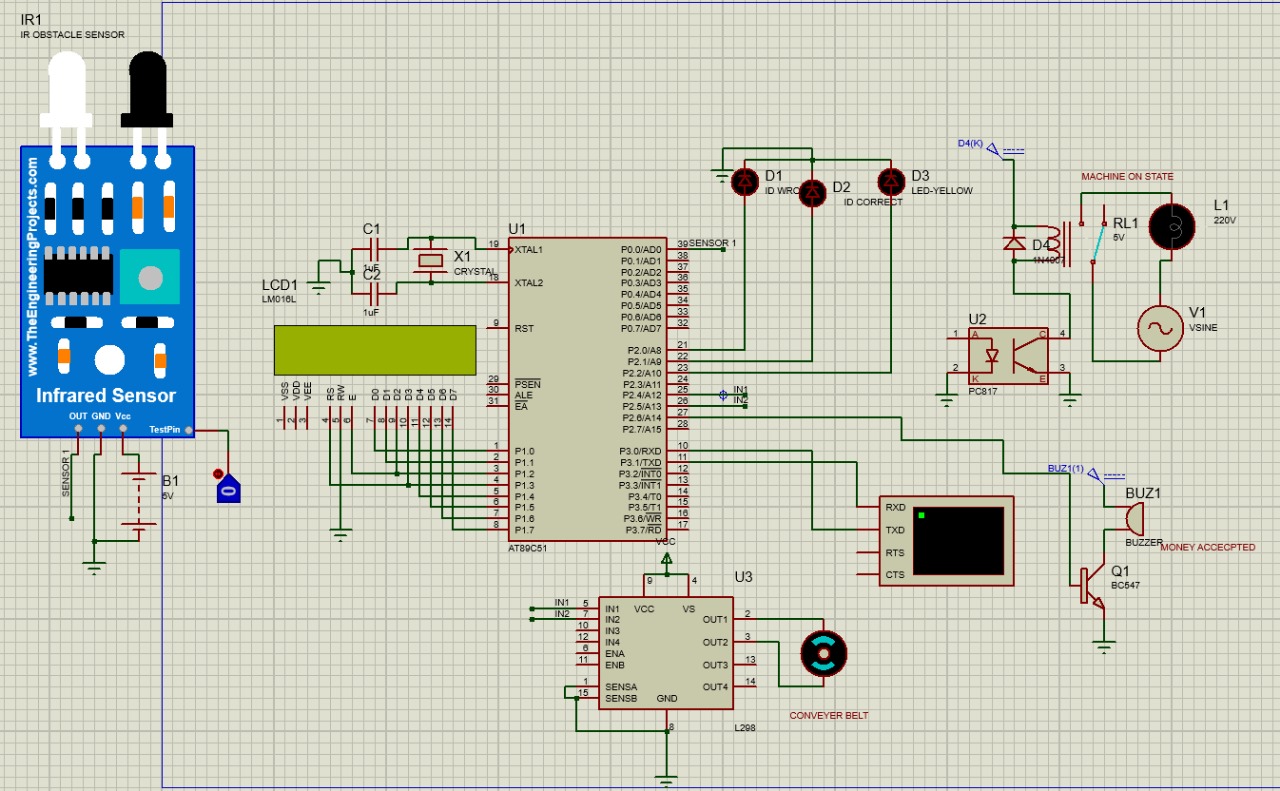 IR1
IR OBSTACLE SENSOR
www.TheEngineeringProjects.com
Infrared Sensor
OUT GND Vcc
TestPin
SENSOR 1
B1
5V
0
LCD1
LM016L
VSS VDD VEE RS RW E D0 D1 D2 D3 D4 D5 D6 D7
1 2 3 4 5 6 7 8 9 10 11 12 13 14
C1
1uF
C2
1uF
X1
CRYSTAL
U1
19 XTAL1
18 XTAL2
9 RST
29 PSEN
30 ALE
31 EA
1 P1.0
2 P1.1
3 P1.2
4 P1.3
5 P1.4
6 P1.5
7 P1.6
8 P1.7
P0.0/AD0 39 SENSOR 1
P0.1/AD1 38
P0.2/AD2 37
P0.3/AD3 36
P0.4/AD4 35
P0.5/AD5 34
P0.6/AD6 33
P0.7/AD7 32
P2.0/A8 21
P2.1/A9 22
P2.2/A10 23
P2.3/A11 24
P2.4/A12 25 IN1
P2.5/A13 26 IN2
P2.6/A14 27
P2.7/A15 28
P3.0/RXD 10
P3.1/TXD 11
P3.2/INT0 12
P3.3/INT1 13
P3.4/T0 14
P3.5/T1 15
P3.6/WR 16
P3.7/RD 17
AT89C51
D1
ID WRO
D2
ID CORRECT
D3
LED-YELLOW
D4(K)
MACHINE ON STATE
D4
1N4007
RL1
5V
L1
220V
V1
VSINE
U2
1 A C 4
2 K E 3
PC817
BUZ1(1)
BUZ1
BUZZER
MONEY ACCECPTED
Q1
BC547
RXD
TXD
RTS
CTS
VCC
U3
9 4
VCC VS
IN1 5 IN1
IN2 7 IN2
10 IN3
12 IN4
6 ENA
11 ENB
1 SENSA
15 SENSB
GND
8
OUT1 2
OUT2 3
OUT3 13
OUT4 14
L298
CONVEYER BELT